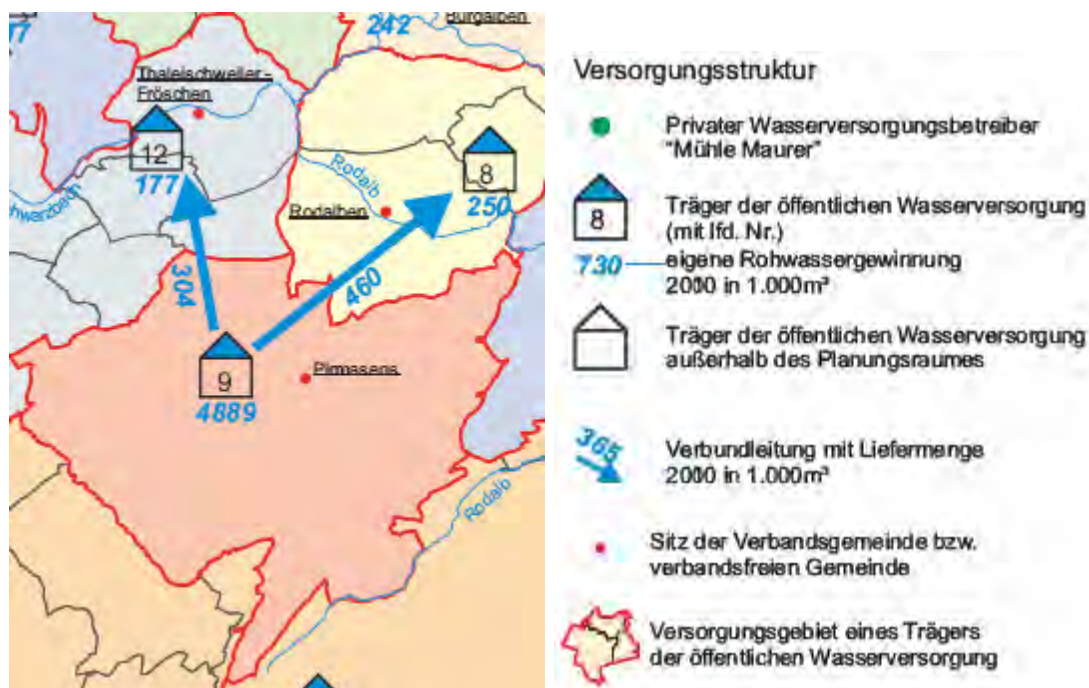 242
Thaleischweiler -
Fröschen
12
177
8
250
Rodalb
Rodalben
304
460
9
4889
Pirmasens
Rodalb
Versorgungsstruktur
Privater Wasserversorgungsbetreiber
"Mühle Maurer"
8
Träger der öffentlichen Wasserversorgung
(mit lfd. Nr.)
730
eigene Rohwassergewinnung
2000 in 1.000m³
Träger der öffentlichen Wasserversorgung
außerhalb des Planungsraumes
365
Verbundleitung mit Liefermenge
2000 in 1.000m³
Sitz der Verbandsgemeinde bzw.
verbandsfreien Gemeinde
Versorgungsgebiet eines Trägers
der öffentlichen Wasserversorgung